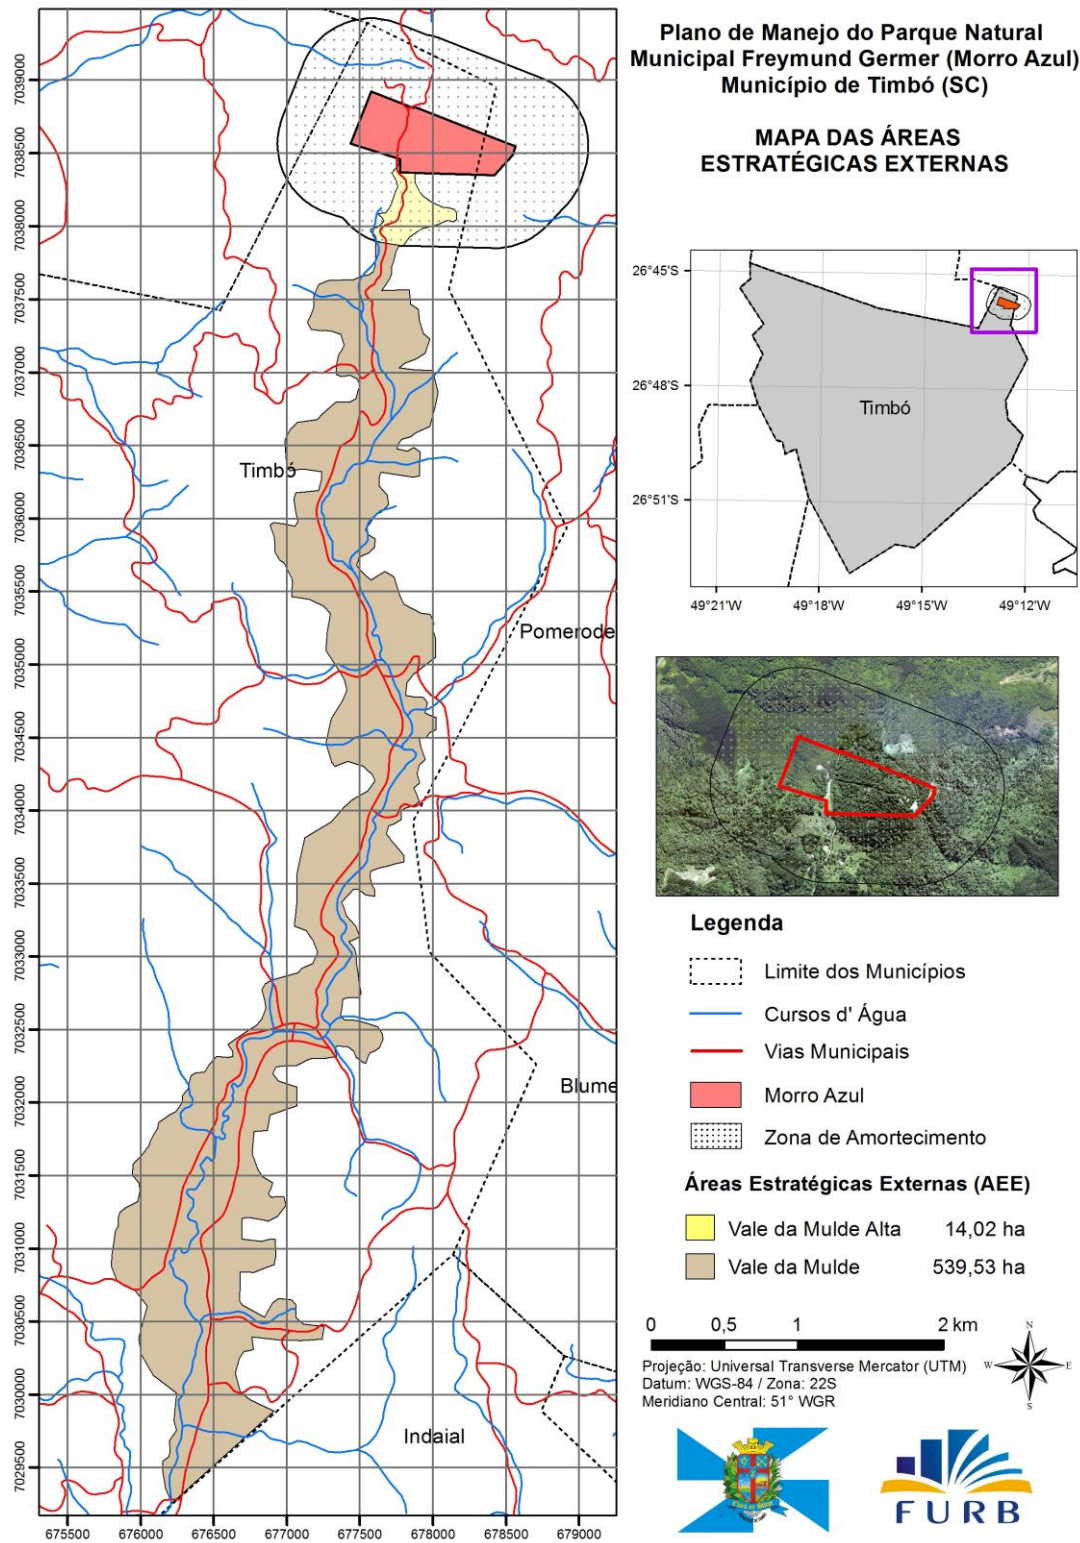 Plano de Manejo do Parque Natural
Municipal Freymund Germer (Morro Azul)
Município de Timbó (SC)
MAPA DAS ÁREAS
ESTRATÉGICAS EXTERNAS
7039000
7038500
7038000
7037500
7037000
7036500
7036000
7035500
7035000
7034500
7034000
7033500
7033000
7032500
7032000
7031500
7031000
7030500
7030000
7029500
675500
676000
676500
677000
677500
678000
678500
679000
Timbó
Pomerode
Blume
Indaial
26°45'S
26°48'S
26°51'S
49°21'W
49°18'W
49°15'W
49°12'W
Timbó
Legenda
Limite dos Municípios
Cursos d' Água
Vias Municipais
Morro Azul
Zona de Amortecimento
Áreas Estratégicas Externas (AEE)
Vale da Mulde Alta 14,02 ha
Vale da Mulde 539,53 ha
0 0,5 1 2 km
Projeção: Universal Transverse Mercator (UTM)
Datum: WGS-84 / Zona: 22S
Meridiano Central: 51° WGR
N
W
E
S
FURB